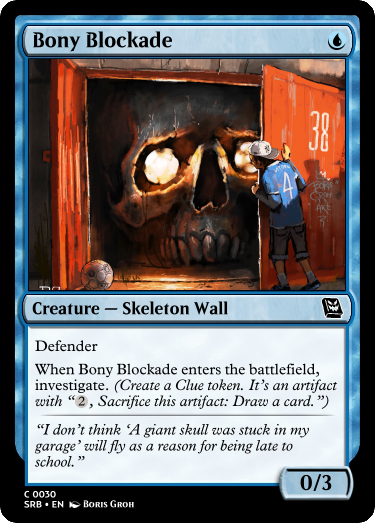 Bony Blockade
38
4
Creature — Skeleton Wall
Defender
When Bony Blockade enters the battlefield,
investigate. (Create a Clue token. It's an artifact
with “2, Sacrifice this artifact: Draw a card.”)
“I don't think ‘A giant skull was stuck in my
garage’ will fly as a reason for being late to
school.”
0/3
C 0030
SRB • EN Boris Groh